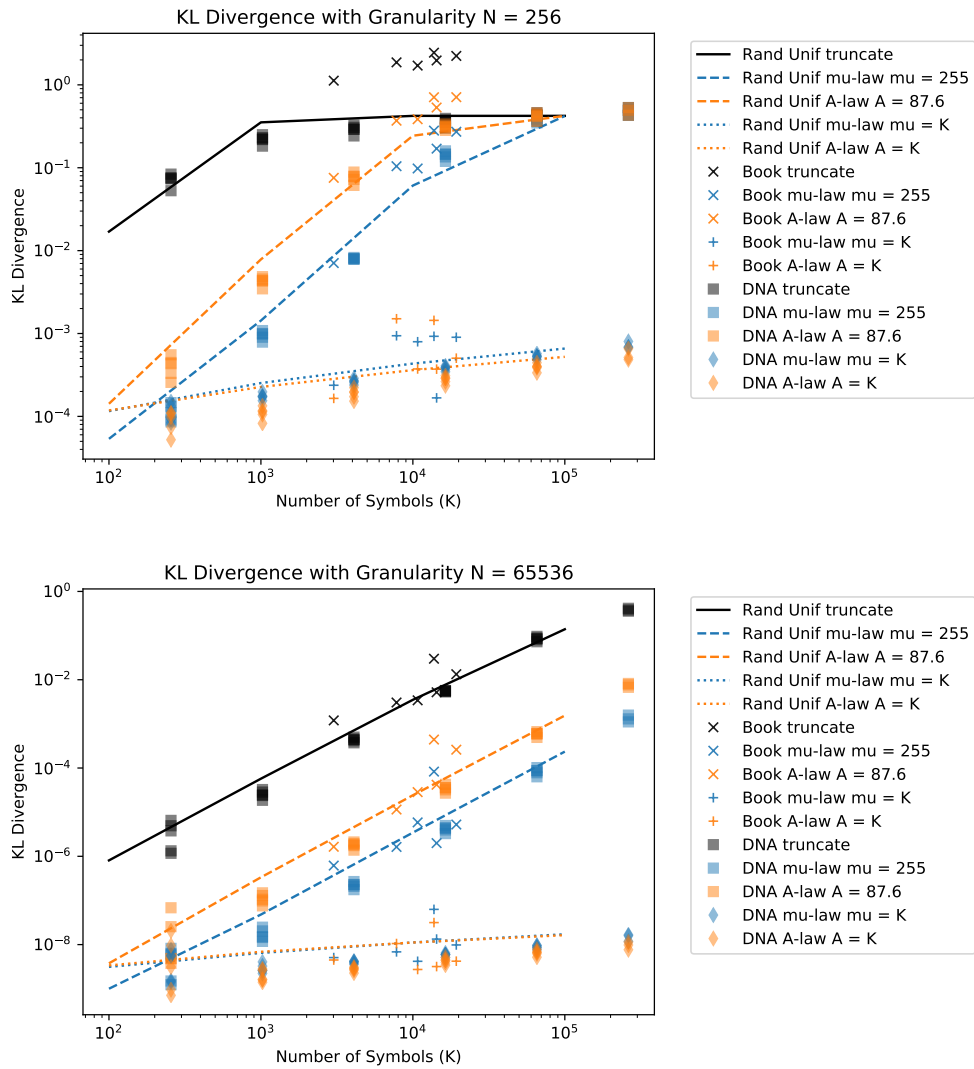 KL Divergence with Granularity N = 256
KL Divergence
10^0
10^-1
10^-2
10^-3
10^-4
10^2
10^3
10^4
10^5
Number of Symbols (K)
Rand Unif truncate
Rand Unif mu-law mu = 255
Rand Unif A-law A = 87.6
Rand Unif mu-law mu = K
Rand Unif A-law A = K
Book truncate
Book mu-law mu = 255
Book A-law A = 87.6
Book mu-law mu = K
Book A-law A = K
DNA truncate
DNA mu-law mu = 255
DNA A-law A = 87.6
DNA mu-law mu = K
DNA A-law A = K
KL Divergence with Granularity N = 65536
KL Divergence
10^0
10^-2
10^-4
10^-6
10^-8
10^2
10^3
10^4
10^5
Number of Symbols (K)
Rand Unif truncate
Rand Unif mu-law mu = 255
Rand Unif A-law A = 87.6
Rand Unif mu-law mu = K
Rand Unif A-law A = K
Book truncate
Book mu-law mu = 255
Book A-law A = 87.6
Book mu-law mu = K
Book A-law A = K
DNA truncate
DNA mu-law mu = 255
DNA A-law A = 87.6
DNA mu-law mu = K
DNA A-law A = K